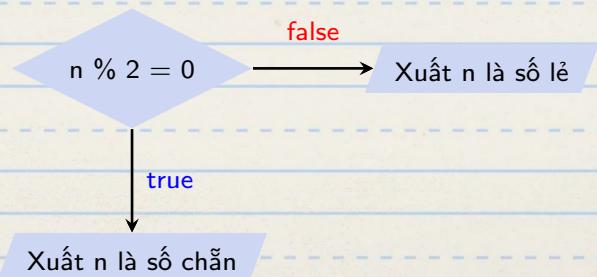 false
n % 2 = 0
Xuất n là số lẻ
true
Xuất n là số chẵn